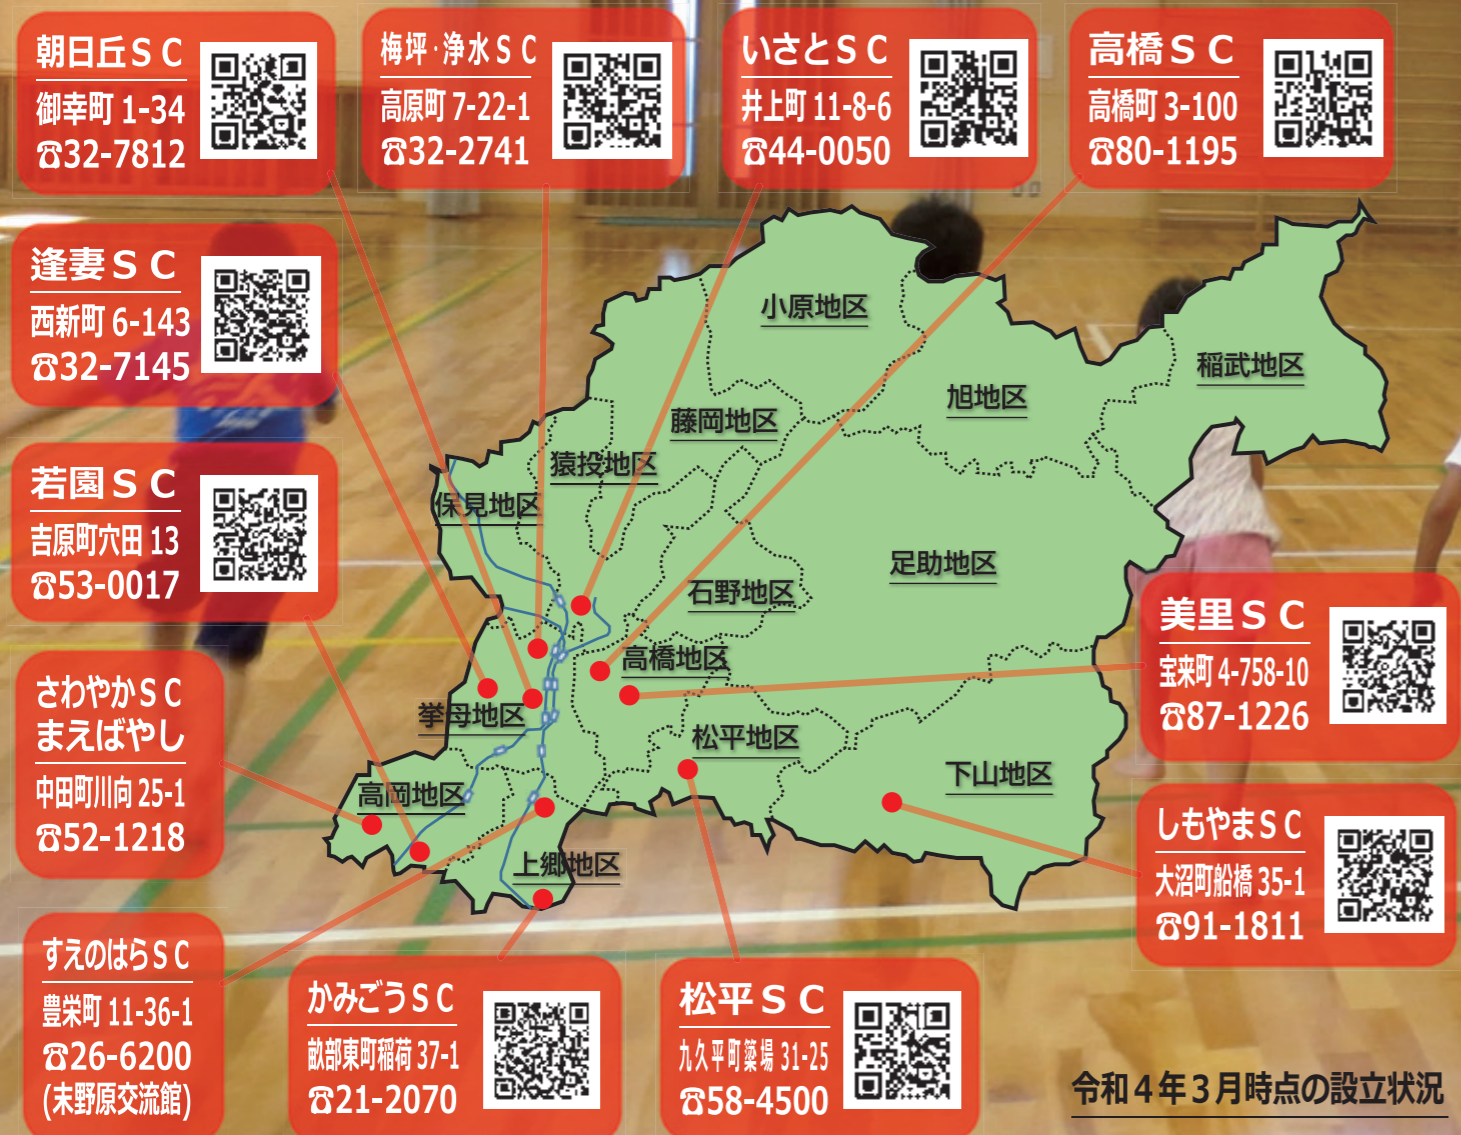 朝日丘ＳＣ
御幸町 1-34
☎32-7812
梅坪·浄水ＳＣ
高原町 7-22-1
☎32-2741
いさとＳＣ
井上町 11-8-6
☎44-0050
高橋ＳＣ
高橋町 3-100
☎80-1195
逢妻ＳＣ
西新町 6-143
☎32-7145
若園ＳＣ
吉原町穴田 13
☎53-0017
さわやかＳＣ
まえばやし
中田町川向 25-1
☎52-1218
すえのはらＳＣ
豊栄町 11-36-1
☎26-6200
(末野原交流館)
かみごうＳＣ
畝部東町稲荷 37-1
☎21-2070
松平ＳＣ
九久平町簗場 31-25
☎58-4500
美里ＳＣ
宝来町 4-758-10
☎87-1226
しもやまＳＣ
大沼町船橋 35-1
☎91-1811
小原地区
稲武地区
旭地区
藤岡地区
猿投地区
保見地区
足助地区
石野地区
高橋地区
挙母地区
松平地区
下山地区
高岡地区
上郷地区
令和４年３月時点の設立状況